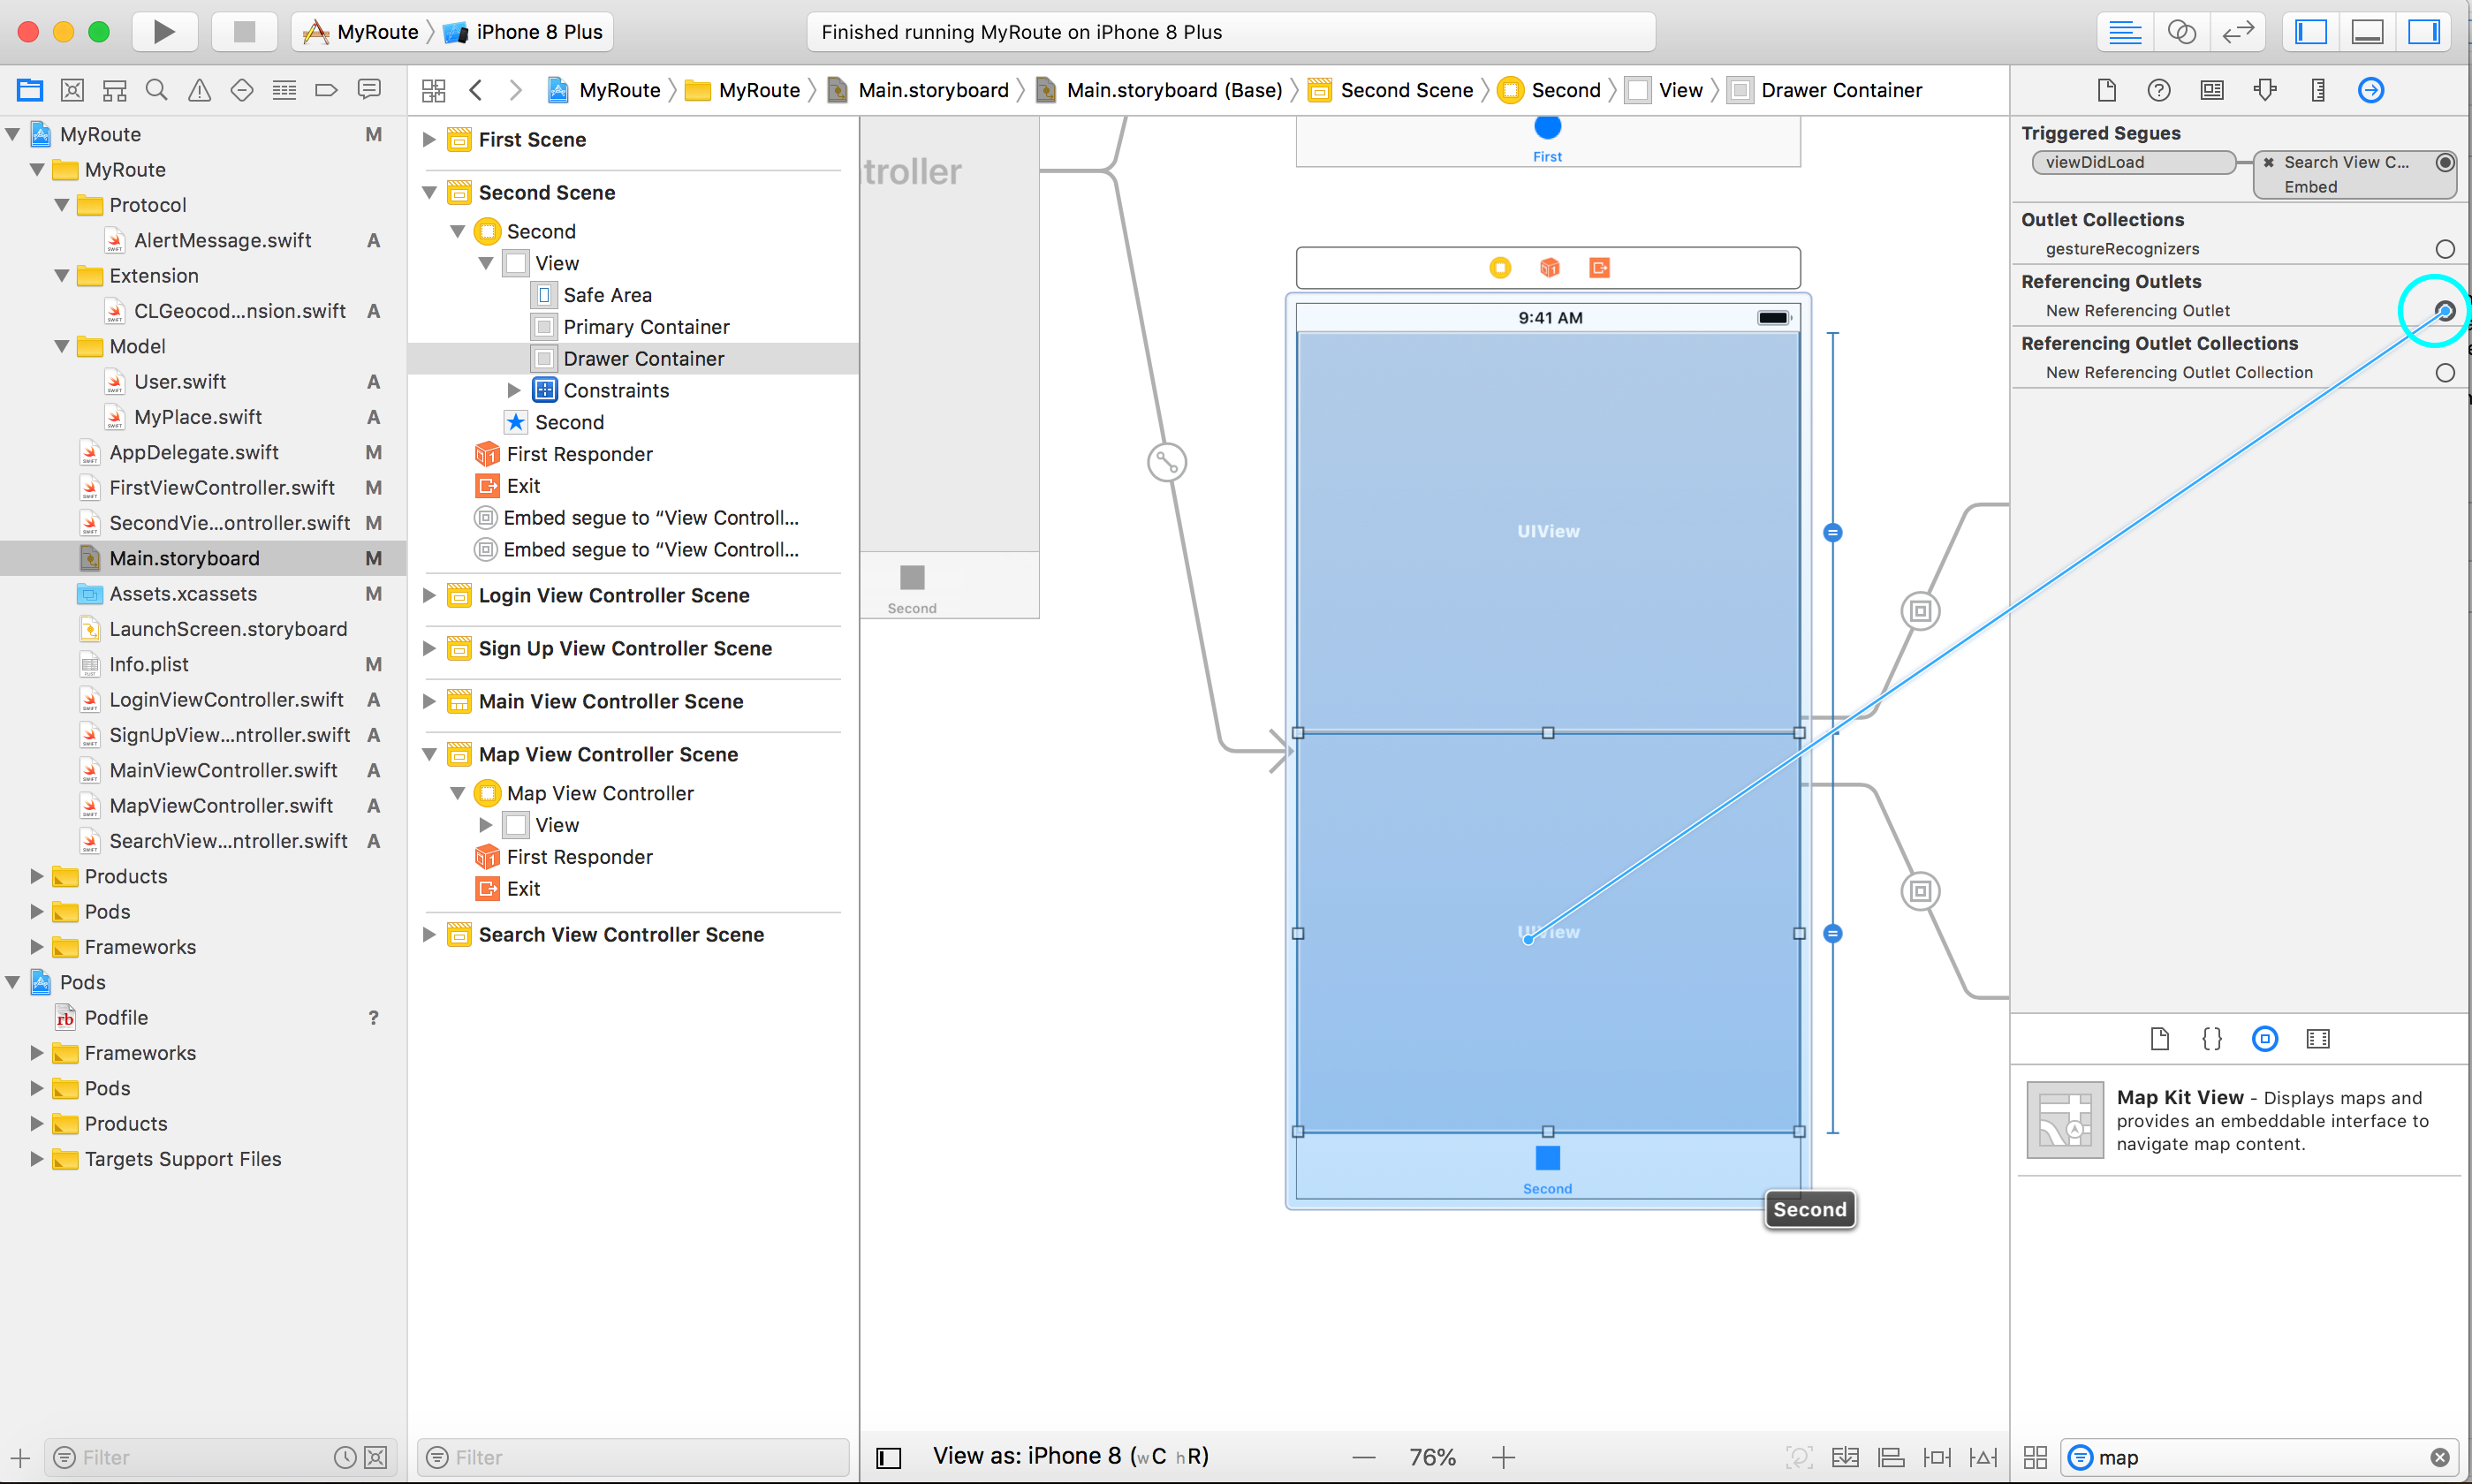 MyRoute
iPhone 8 Plus
Finished running MyRoute on iPhone 8 Plus
MyRoute
MyRoute
Main.storyboard
Main.storyboard (Base)
Second Scene
Second
View
Drawer Container
MyRoute M
MyRoute
Protocol
AlertMessage.swift A
Extension
CLGeocod...nsion.swift A
Model
User.swift A
MyPlace.swift A
AppDelegate.swift M
FirstViewController.swift M
SecondVie...ontroller.swift M
Main.storyboard M
Assets.xcassets M
LaunchScreen.storyboard
Info.plist M
LoginViewController.swift A
SignUpView...ntroller.swift A
MainViewController.swift A
MapViewController.swift A
SearchView...ntroller.swift A
Products
Pods
Frameworks
Pods
Podfile ?
Frameworks
Pods
Products
Targets Support Files
Filter
First Scene
Second Scene
Second
View
Safe Area
Primary Container
Drawer Container
Constraints
Second
First Responder
Exit
Embed segue to “View Controll...
Embed segue to “View Controll...
Login View Controller Scene
Sign Up View Controller Scene
Main View Controller Scene
Map View Controller Scene
Map View Controller
View
First Responder
Exit
Search View Controller Scene
Filter
troller
Second
First
9:41 AM
UIView
UIView
Second
Second
View as: iPhone 8 (wC hR)
76%
Triggered Segues
viewDidLoad
Search View C...
Embed
Outlet Collections
gestureRecognizers
Referencing Outlets
New Referencing Outlet
Referencing Outlet Collections
New Referencing Outlet Collection
Map Kit View - Displays maps and
provides an embeddable interface to
navigate map content.
map